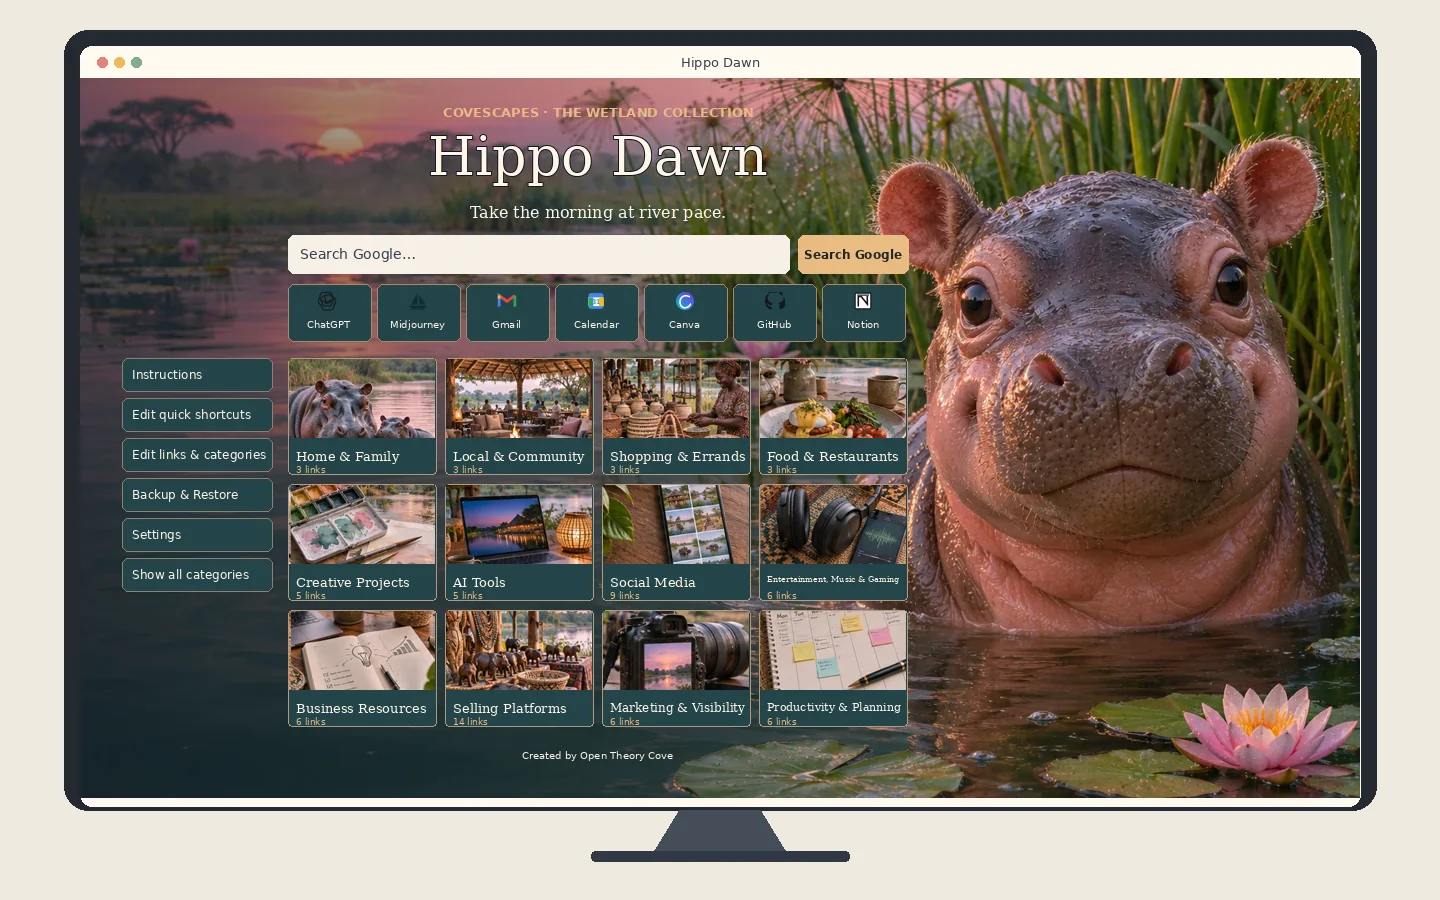 Hippo Dawn
COVESCAPES · THE WETLAND COLLECTION
Hippo Dawn
Take the morning at river pace.
Search Google...
Search Google
ChatGPT
Midjourney
Gmail
Calendar
Canva
GitHub
Notion
Instructions
Edit quick shortcuts
Edit links & categories
Backup & Restore
Settings
Show all categories
Home & Family
3 links
Local & Community
3 links
Shopping & Errands
3 links
Food & Restaurants
3 links
Creative Projects
5 links
AI Tools
5 links
Social Media
9 links
Entertainment, Music & Gaming
6 links
Business Resources
6 links
Selling Platforms
14 links
Marketing & Visibility
6 links
Productivity & Planning
6 links
Created by Open Theory Cove